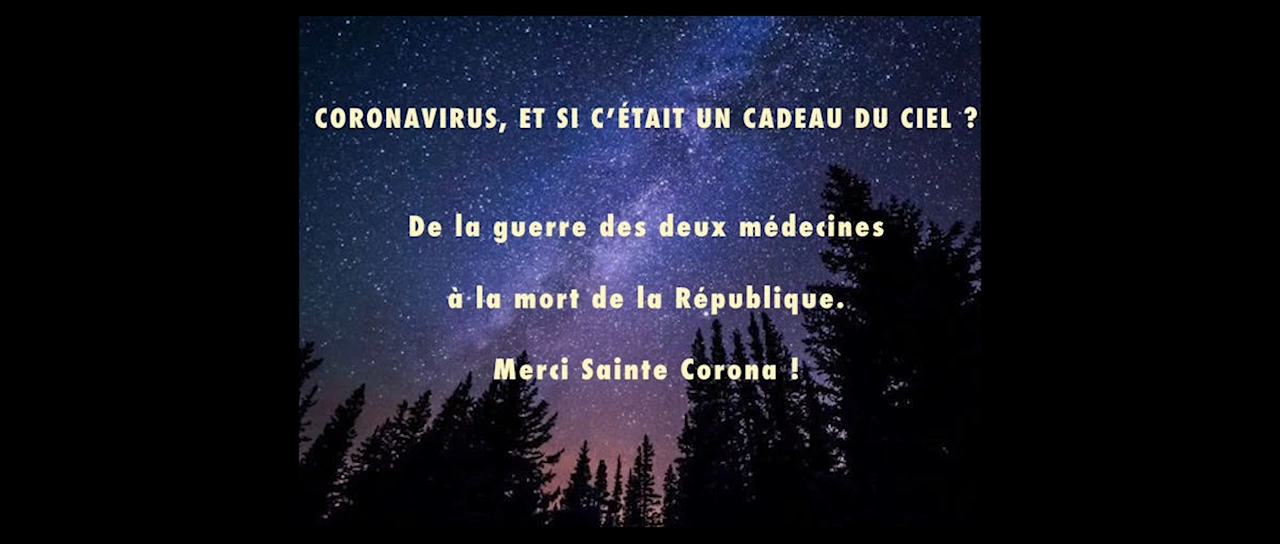 CORONAVIRUS, ET SI C’ÉTAIT UN CADEAU DU CIEL ?
De la guerre des deux médecines
à la mort de la République.
Merci Sainte Corona !